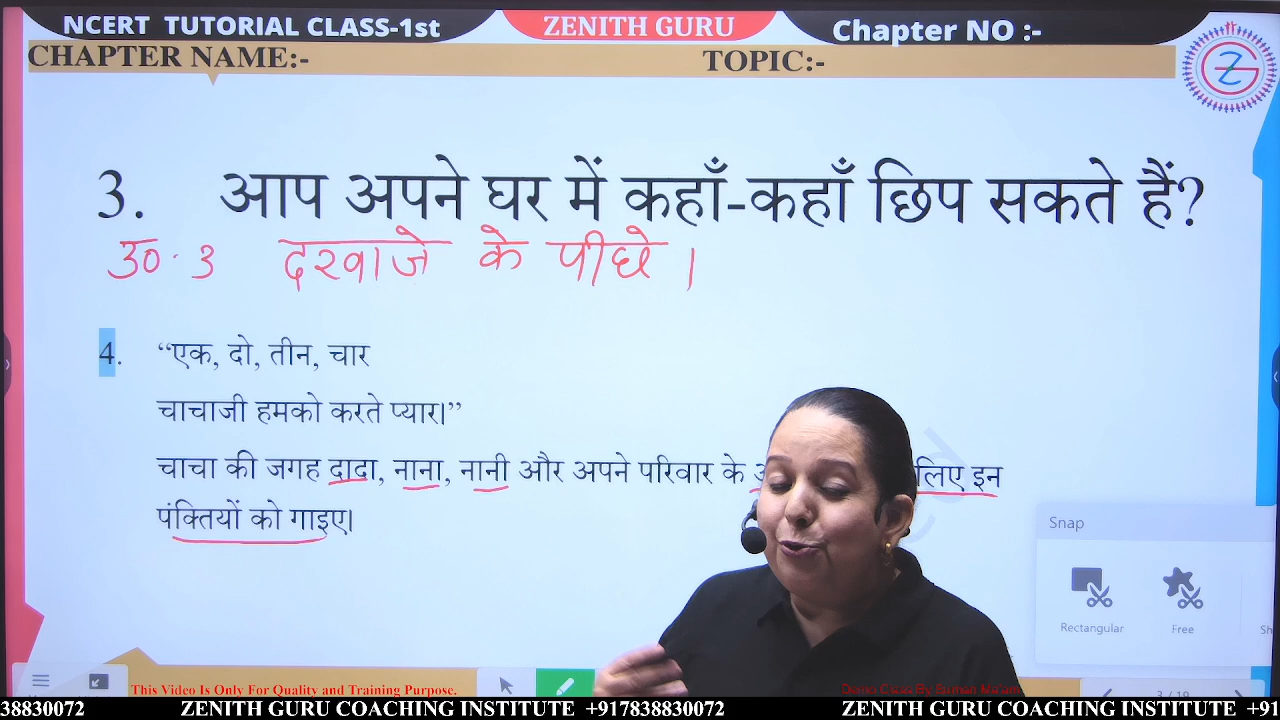 NCERT TUTORIAL CLASS-1st
ZENITH GURU
Chapter NO :-
CHAPTER NAME:-
TOPIC:-
3. आप अपने घर में कहाँ-कहाँ छिप सकते हैं?
उ०.3 दरवाजे के पीछे।
4. “एक, दो, तीन, चार
चाचाजी हमको करते प्यार।”
चाचा की जगह दादा, नाना, नानी और अपने परिवार के लिए इन
पंक्तियों को गाइए।
Snap
Rectangular
Free
3 / 19
This Video Is Only For Quality and Training Purpose.
38830072 ZENITH GURU COACHING INSTITUTE +917838830072 ZENITH GURU COACHING INSTITUTE +91